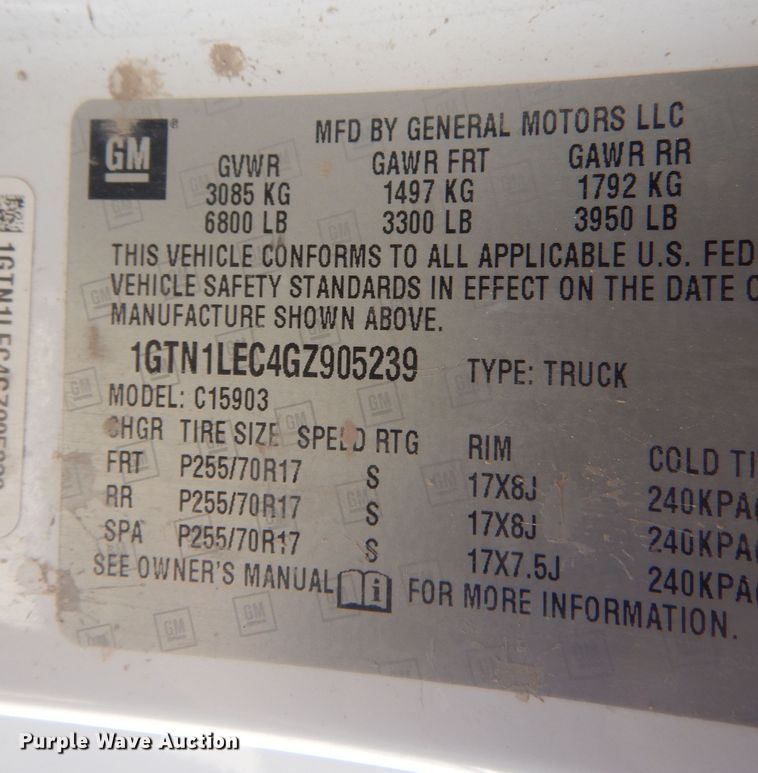 GM
®
MFD BY GENERAL MOTORS LLC
GVWR GAWR FRT GAWR RR
3085 KG 1497 KG 1792 KG
6800 LB 3300 LB 3950 LB
THIS VEHICLE CONFORMS TO ALL APPLICABLE U.S. FED
VEHICLE SAFETY STANDARDS IN EFFECT ON THE DATE
MANUFACTURE SHOWN ABOVE.
1GTN1LEC4GZ905239 TYPE: TRUCK
MODEL: C15903
CHGR TIRE SIZE SPEED RTG RIM COLD TI
FRT P255/70R17 S 17X8J 240KPA(
RR P255/70R17 S 17X8J 240KPA(
SPA P255/70R17 S 17X7.5J 240KPA(
SEE OWNER'S MANUAL FOR MORE INFORMATION.
1GTN1LEC4GZ905239
Purple Wave Auction